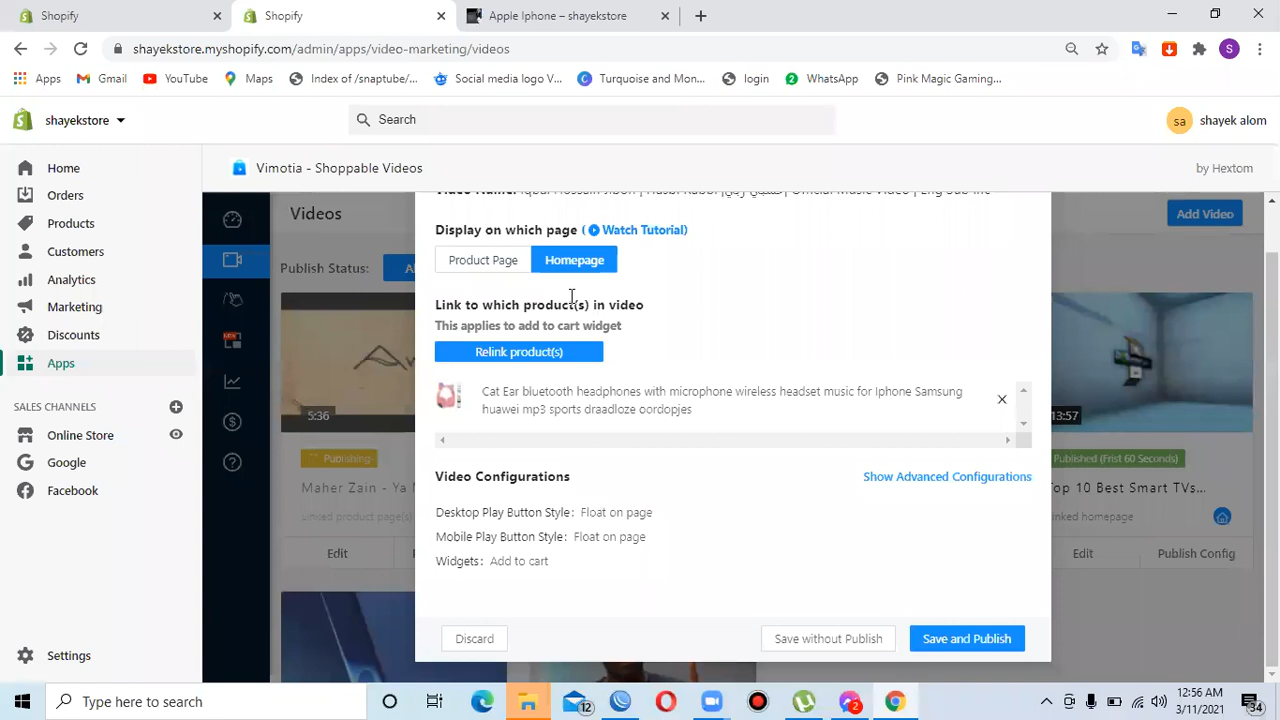 Shopify
Shopify
Apple Iphone – shayekstore
shayekstore.myshopify.com/admin/apps/video-marketing/videos
S
Apps
Gmail
YouTube
Maps
Index of /snaptube/...
Social media logo V...
Turquoise and Mon...
login
2
WhatsApp
Pink Magic Gaming...
shayekstore
Search
sa
shayek alom
Home
Orders
Products
Customers
Analytics
Marketing
Discounts
Apps
SALES CHANNELS
Online Store
Google
Facebook
Settings
Vimotia - Shoppable Videos
by Hextom
Videos
Add Video
Publish Status:
5:36
Publishing
Maher Zain - Ya N
Linked product page(s)
Edit
Display on which page ( Watch Tutorial)
Product Page
Homepage
Link to which product(s) in video
This applies to add to cart widget
Relink product(s)
Cat Ear bluetooth headphones with microphone wireless headset music for Iphone Samsung
huawei mp3 sports draadloze oordopjes
Video Configurations
Show Advanced Configurations
Desktop Play Button Style: Float on page
Mobile Play Button Style: Float on page
Widgets: Add to cart
Discard
Save without Publish
Save and Publish
13:57
Published (Frist 60 Seconds)
Top 10 Best Smart TVs...
inked homepage
Edit
Publish Config
Type here to search
12
2
12:56 AM
3/11/2021
34